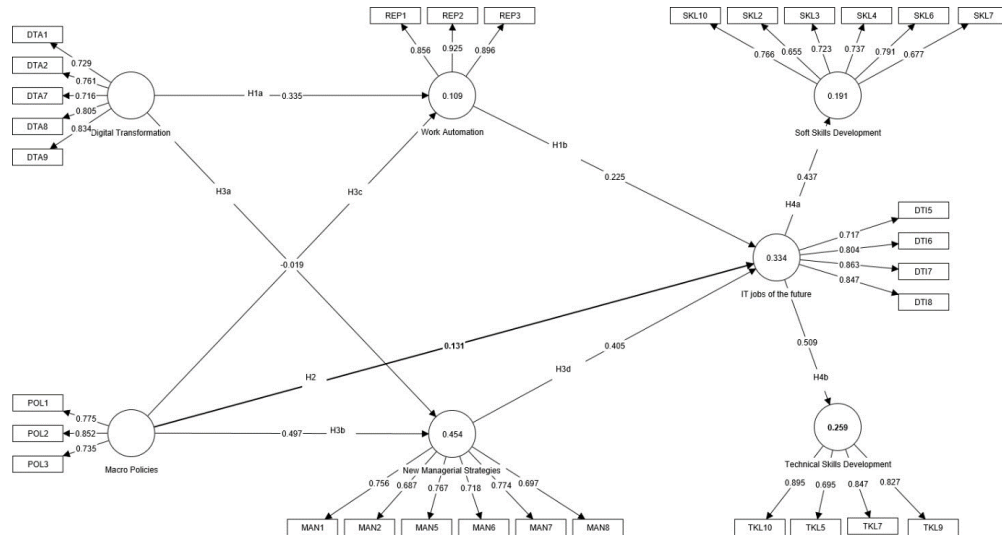 REP1
REP2
REP3
SKL10
SKL2
SKL3
SKL4
SKL6
SKL7
DTA1
DTA2
DTA7
DTA8
DTA9
0.729
0.761
0.716
0.805
0.834
Digital Transformation
H1a
0.335
0.856
0.925
0.896
0.109
Work Automation
0.766
0.655
0.723
0.737
0.791
0.677
0.191
Soft Skills Development
H1b
0.225
H3a
H3c
-0.019
0.437
H4a
0.334
IT jobs of the future
0.717
0.804
0.863
0.847
DTI5
DTI6
DTI7
DTI8
0.131
H2
0.405
H3d
0.509
H4b
POL1
POL2
POL3
0.775
0.852
0.735
Macro Policies
0.497
H3b
0.454
New Managerial Strategies
0.756
0.687
0.767
0.718
0.774
0.697
MAN1
MAN2
MAN5
MAN6
MAN7
MAN8
0.259
Technical Skills Development
0.895
0.695
0.847
0.827
TKL10
TKL5
TKL7
TKL9